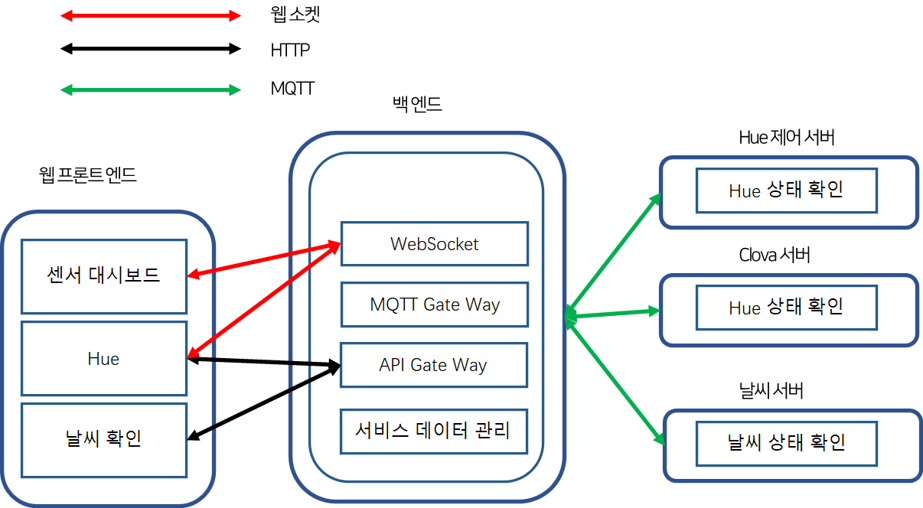 웹 소켓
HTTP
MQTT
백 엔드
웹 프론트 엔드
센서 대시보드
Hue
날씨 확인
WebSocket
MQTT Gate Way
API Gate Way
서비스 데이터 관리
Hue 제어 서버
Hue 상태 확인
Clova 서버
Hue 상태 확인
날씨 서버
날씨 상태 확인